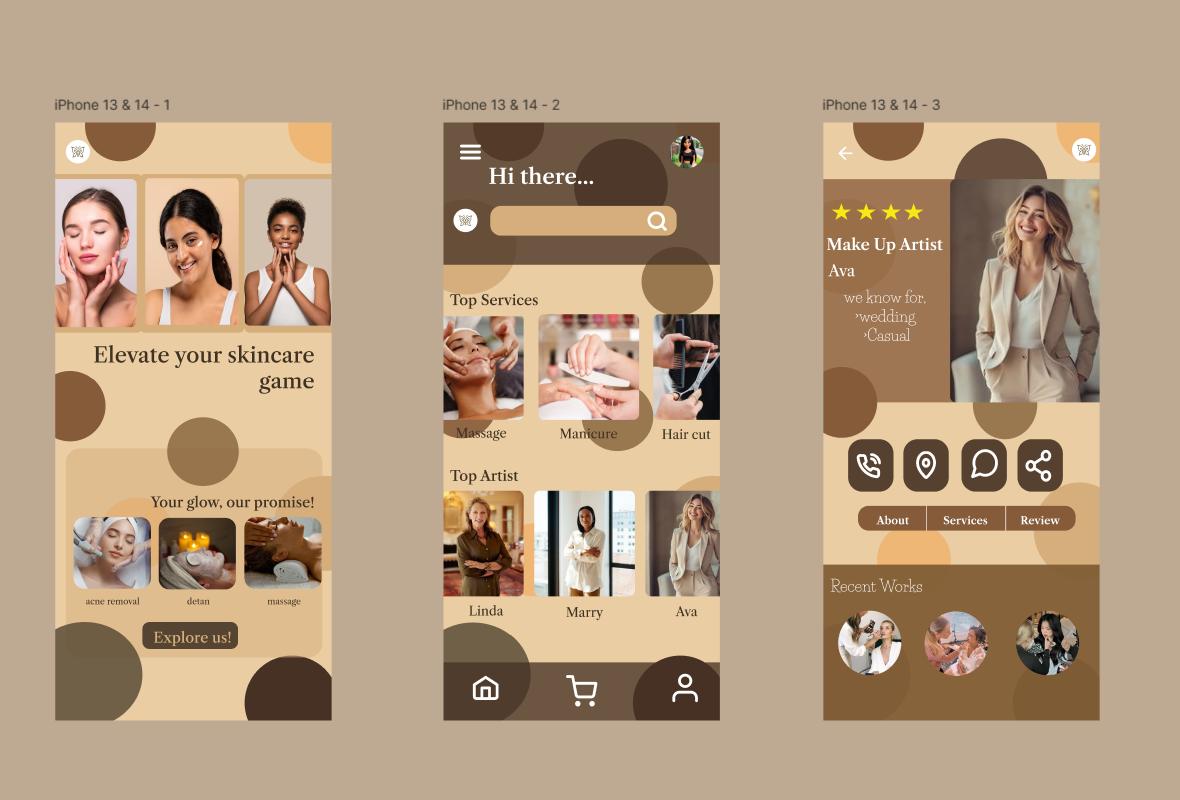 iPhone 13 & 14 - 1
Elevate your skincare
game
Your glow, our promise!
acne removal
detan
massage
Explore us!
iPhone 13 & 14 - 2
Hi there...
Top Services
Massage
Manicure
Hair cut
Top Artist
Linda
Marry
Ava
iPhone 13 & 14 - 3
Make Up Artist
Ava
we know for,
›wedding
›Casual
About
Services
Review
Recent Works